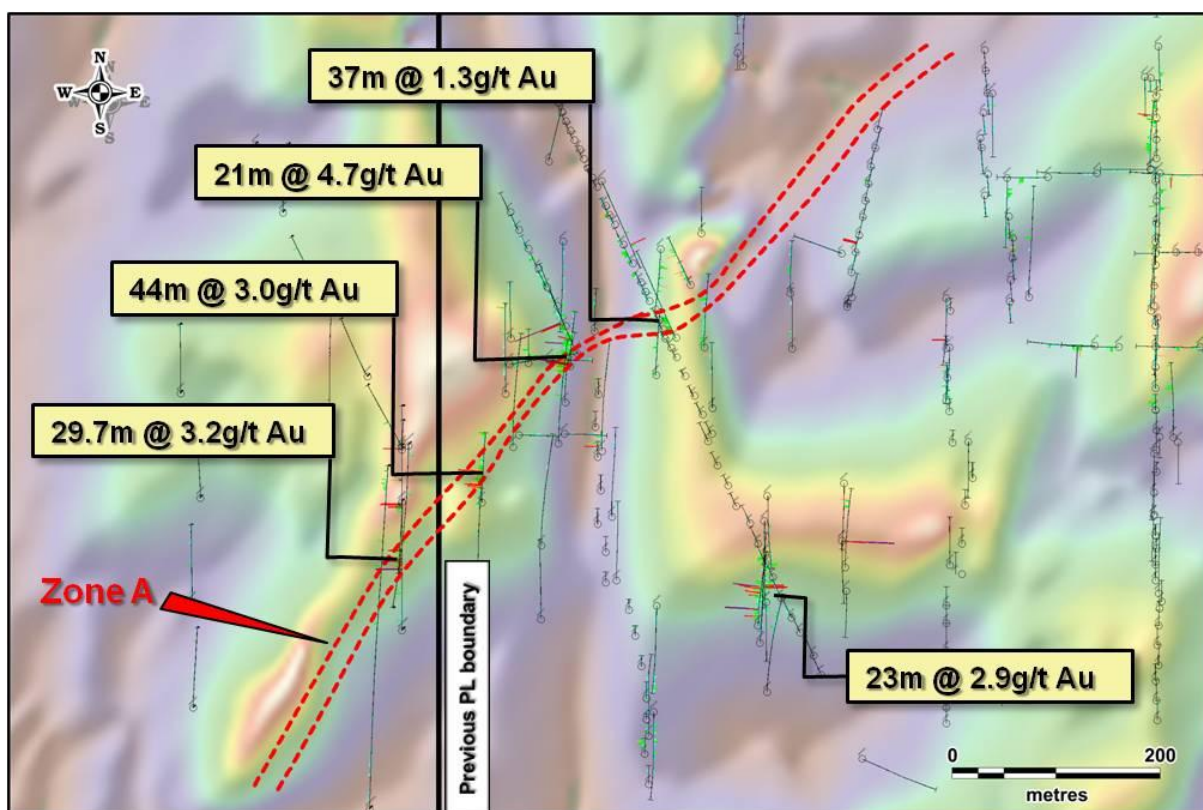 N
W E
S
37m @ 1.3g/t Au
21m @ 4.7g/t Au
44m @ 3.0g/t Au
29.7m @ 3.2g/t Au
Zone A
Previous PL boundary
23m @ 2.9g/t Au
0 200
metres